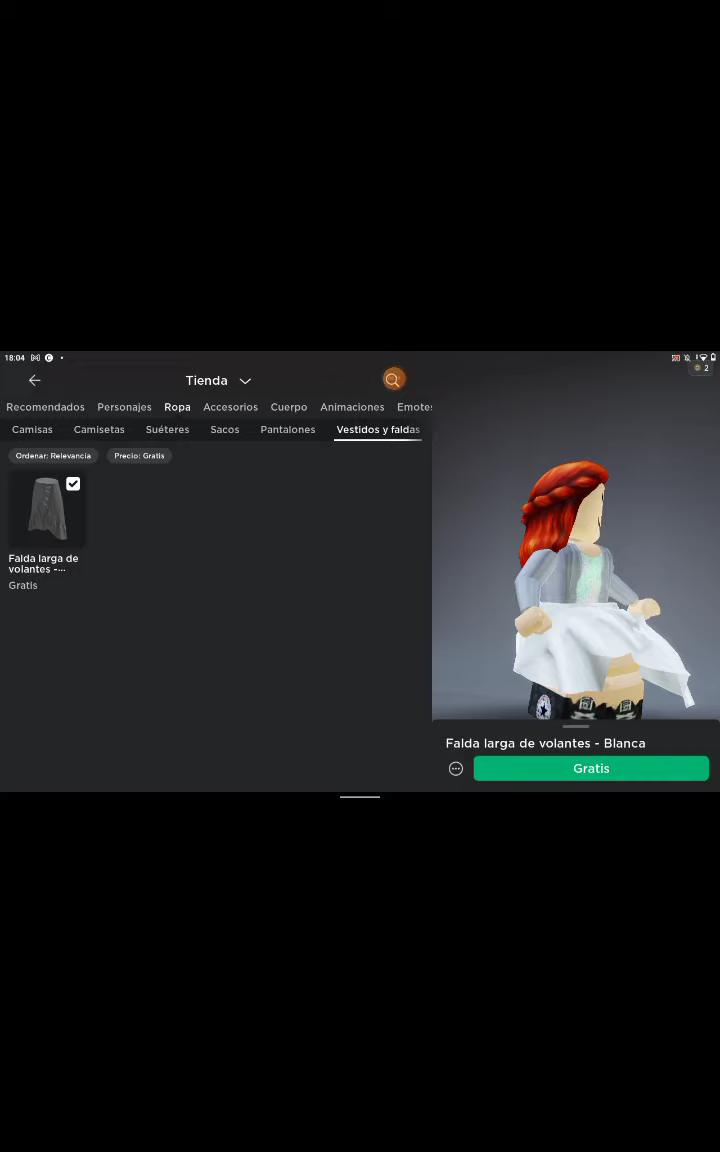 18:04
2
Tienda
Recomendados Personajes Ropa Accesorios Cuerpo Animaciones Emotes
Camisas Camisetas Suéteres Sacos Pantalones Vestidos y faldas
Ordenar: Relevancia Precio: Gratis
Falda larga de
volantes -...
Gratis
Falda larga de volantes - Blanca
Gratis